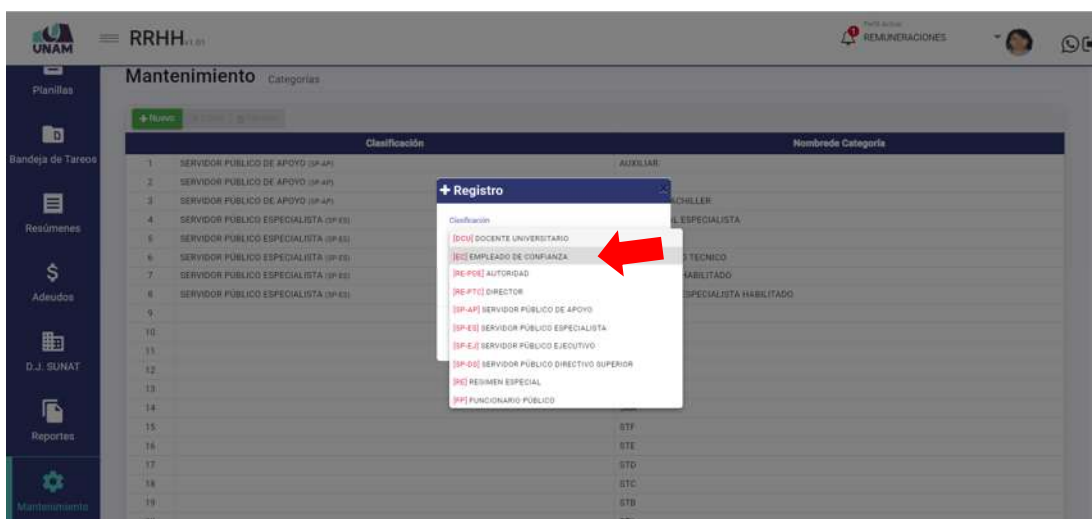 UNAM
RRHH v1.01
Perfil Actual
REMUNERACIONES
Mantenimiento Categorías
Planillas
Bandeja de Tareos
Resúmenes
Adeudos
D.J. SUNAT
Reportes
Mantenimiento
+ Nuevo
Clasificación Nombrede Categoría
1 SERVIDOR PÚBLICO DE APOYO (SP-AP) AUXILIAR
2 SERVIDOR PÚBLICO DE APOYO (SP-AP)
3 SERVIDOR PÚBLICO DE APOYO (SP-AP) ACHILLER
4 SERVIDOR PÚBLICO ESPECIALISTA (SP-ES) L ESPECIALISTA
5 SERVIDOR PÚBLICO ESPECIALISTA (SP-ES)
6 SERVIDOR PÚBLICO ESPECIALISTA (SP-ES) TECNICO
7 SERVIDOR PÚBLICO ESPECIALISTA (SP-ES) HABILITADO
8 SERVIDOR PÚBLICO ESPECIALISTA (SP-ES) ESPECIALISTA HABILITADO
9
10
11
12
13
14
15 STF
16 STE
17 STD
18 STC
19 STB
+ Registro
Clasificación
[DCU] DOCENTE UNIVERSITARIO
[EC] EMPLEADO DE CONFIANZA
[RE-PDE] AUTORIDAD
[RE-PTC] DIRECTOR
[SP-AP] SERVIDOR PÚBLICO DE APOYO
[SP-ES] SERVIDOR PÚBLICO ESPECIALISTA
[SP-EJ] SERVIDOR PÚBLICO EJECUTIVO
[SP-DS] SERVIDOR PÚBLICO DIRECTIVO SUPERIOR
[RE] REGIMEN ESPECIAL
[FP] FUNCIONARIO PÚBLICO